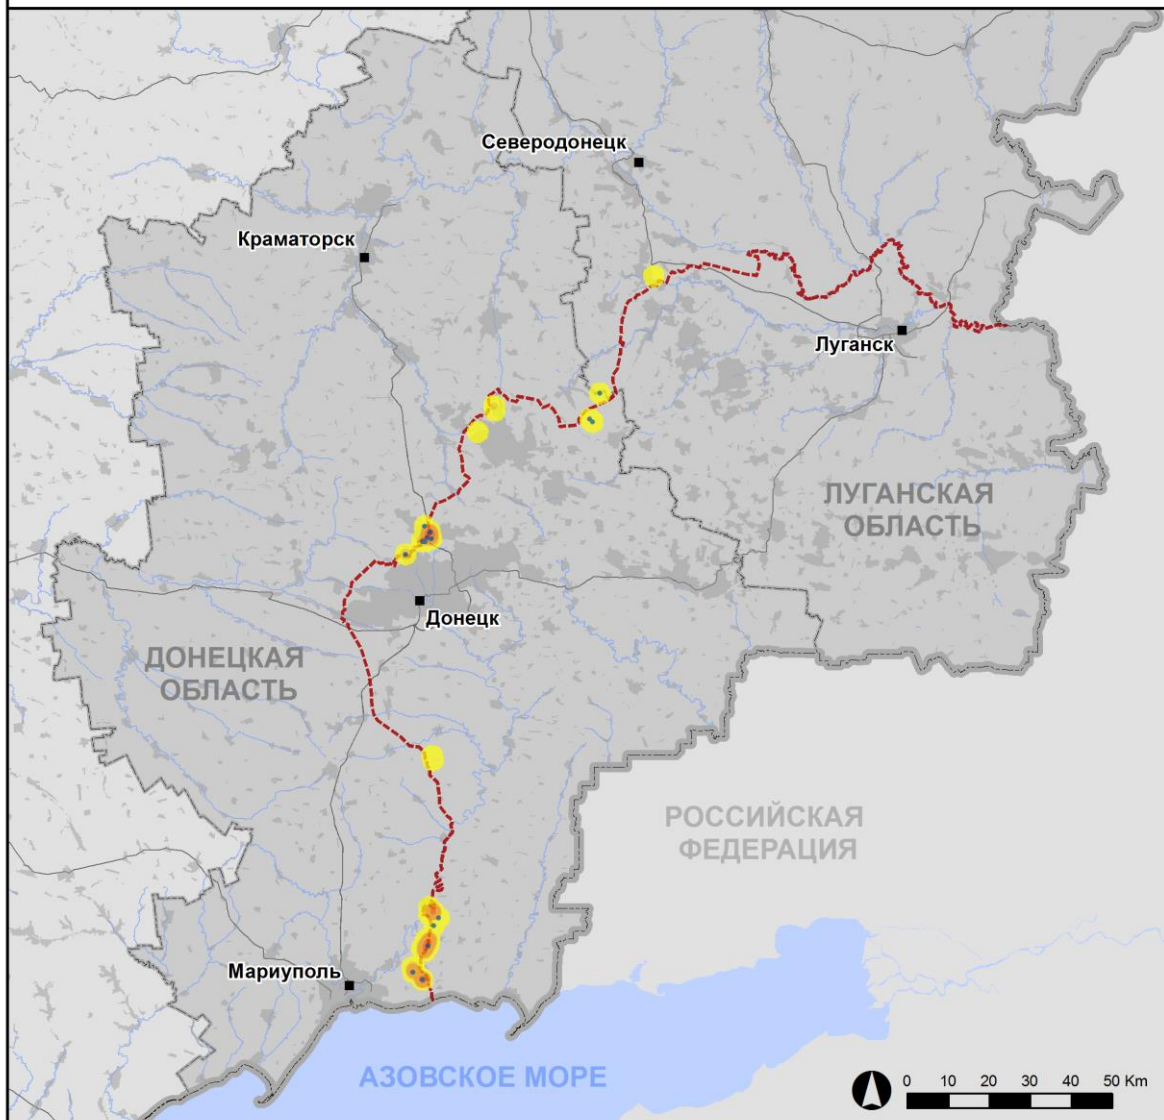 Северодонецк
Краматорск
Луганск
ЛУГАНСКАЯ
ОБЛАСТЬ
Донецк
ДОНЕЦКАЯ
ОБЛАСТЬ
РОССИЙСКАЯ
ФЕДЕРАЦИЯ
Мариуполь
АЗОВСКОЕ МОРЕ
0 10 20 30 40 50 Km